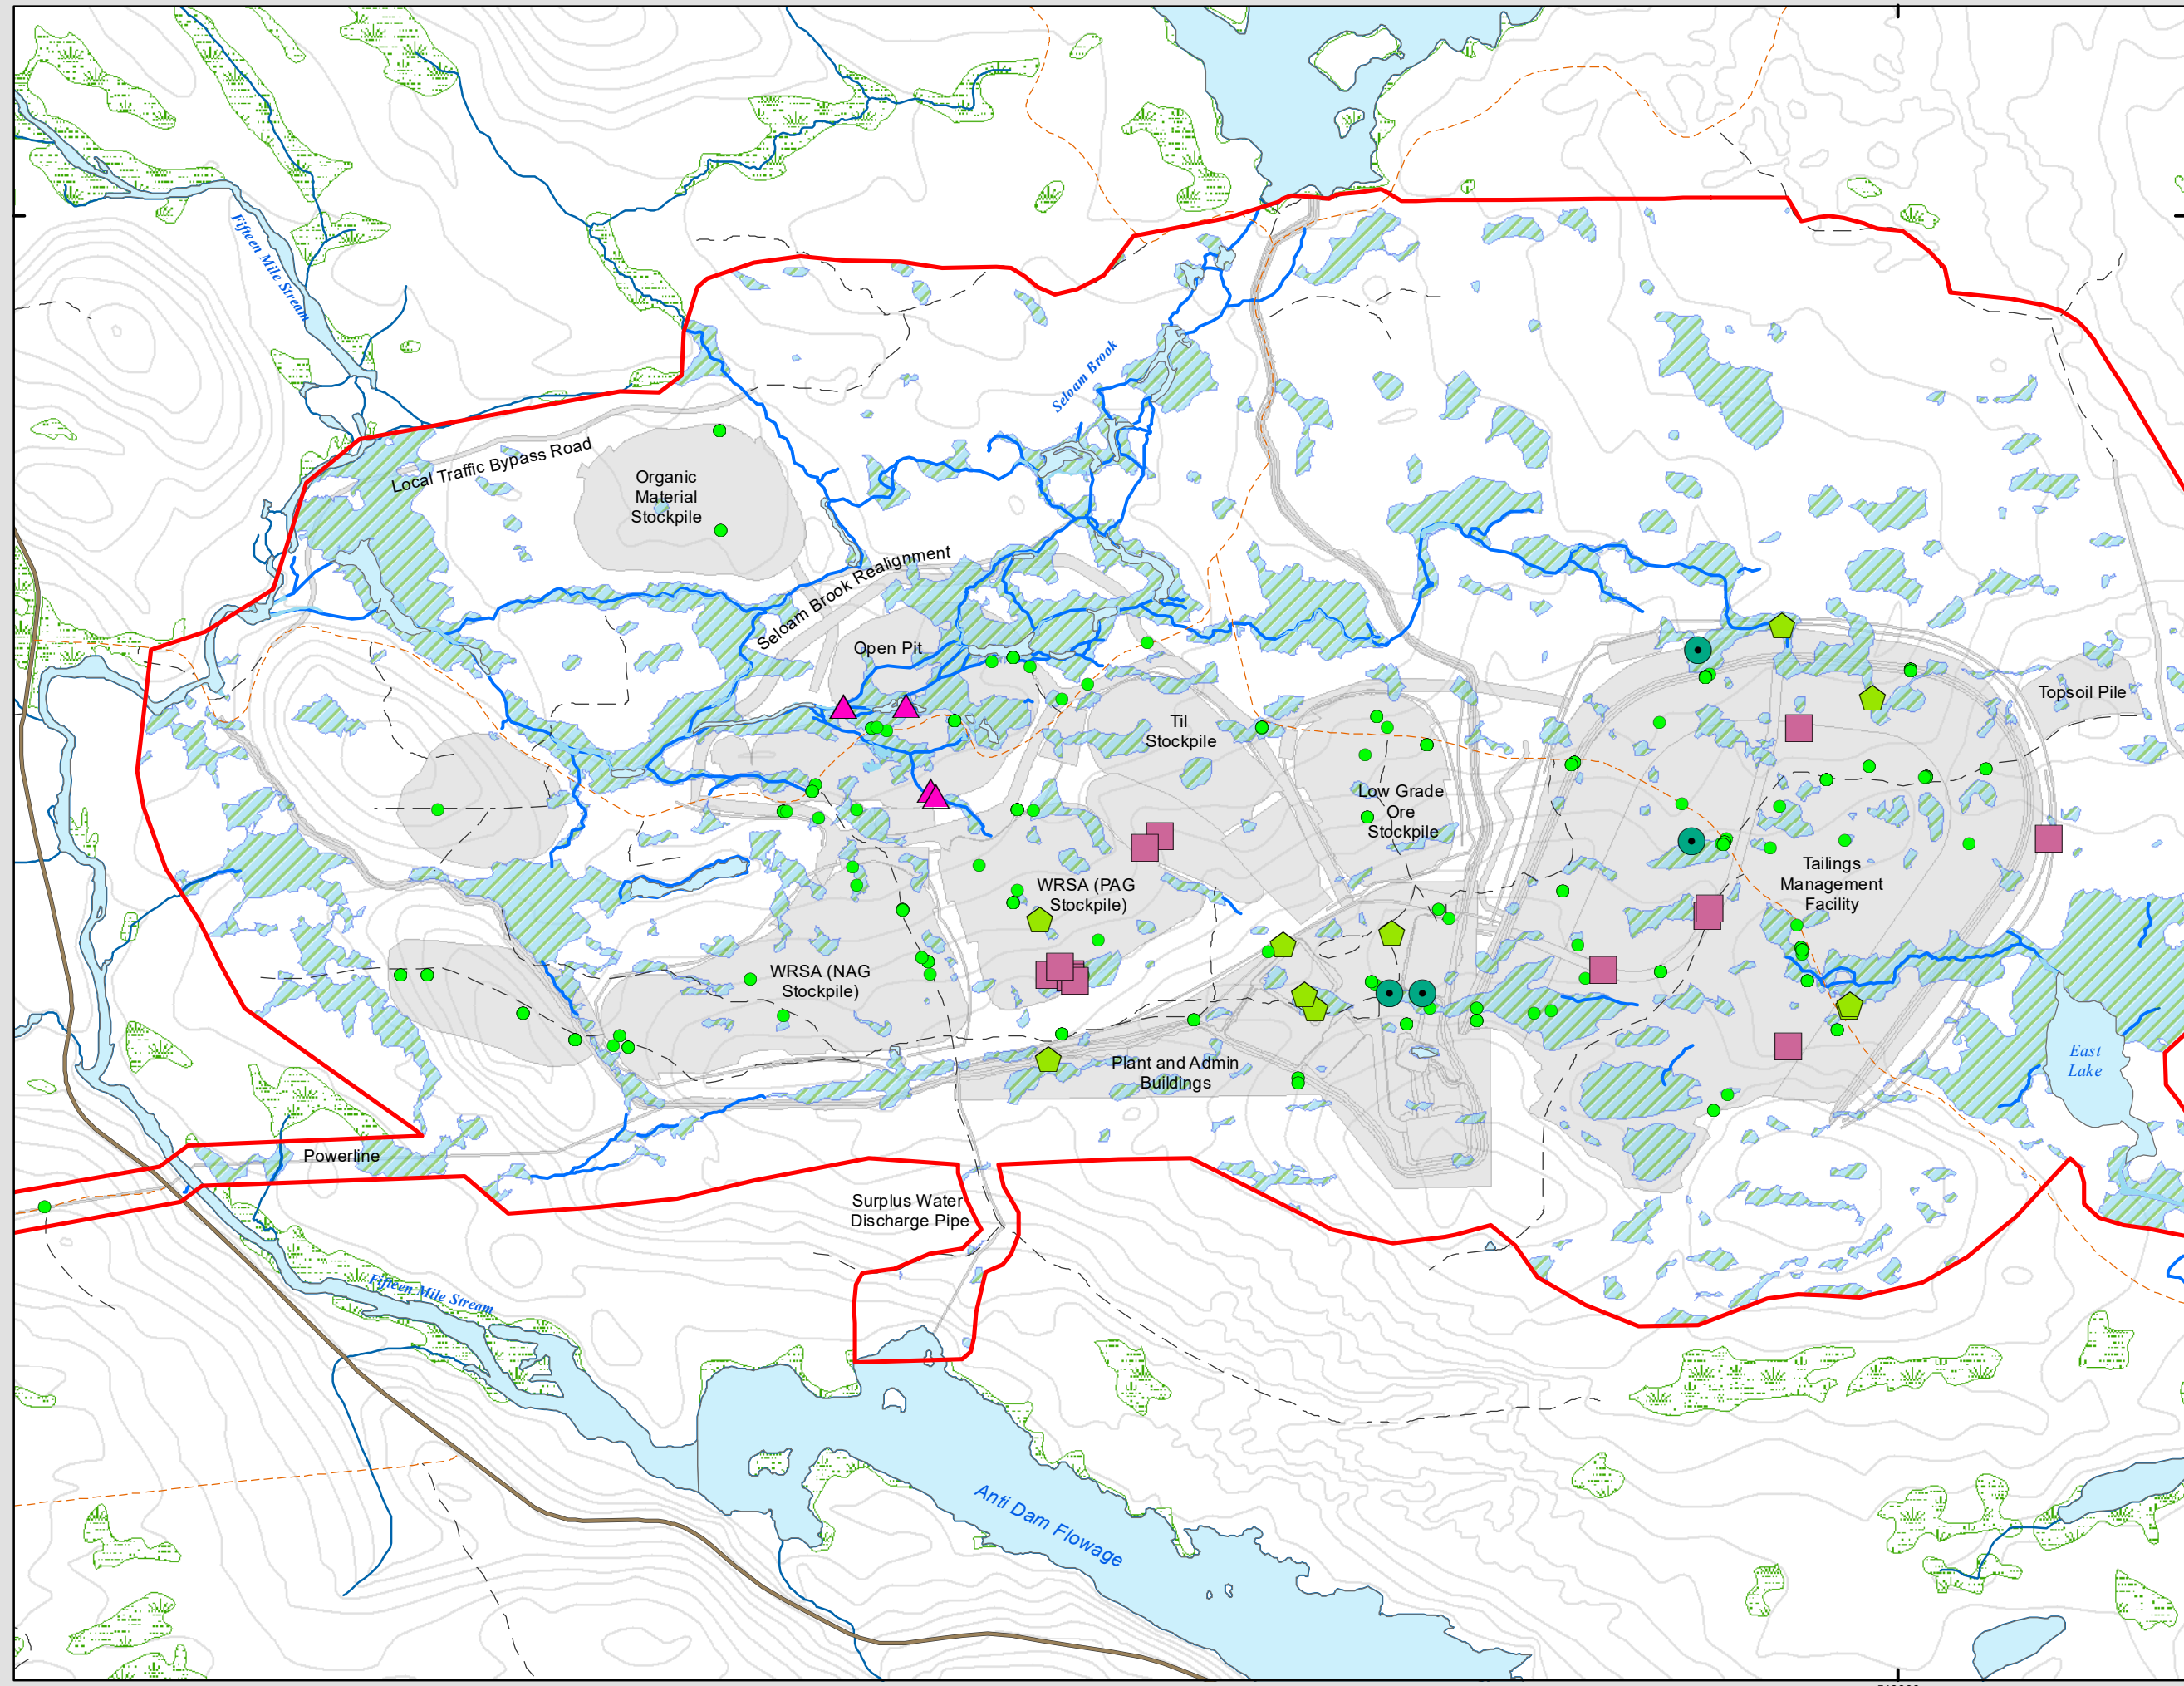 Fifteen Mile Stream
Seloam Brook
Local Traffic Bypass Road
Organic
Material
Stockpile
Seloam Brook Realignment
Open Pit
Topsoil Pile
Til
Stockpile
Low Grade
Ore
Stockpile
Tailings
Management
Facility
WRSA (PAG
Stockpile)
WRSA (NAG
Stockpile)
Plant and Admin
Buildings
East
Lake
Powerline
Surplus Water
Discharge Pipe
Fifteen Mile Stream
Anti Dam Flowage